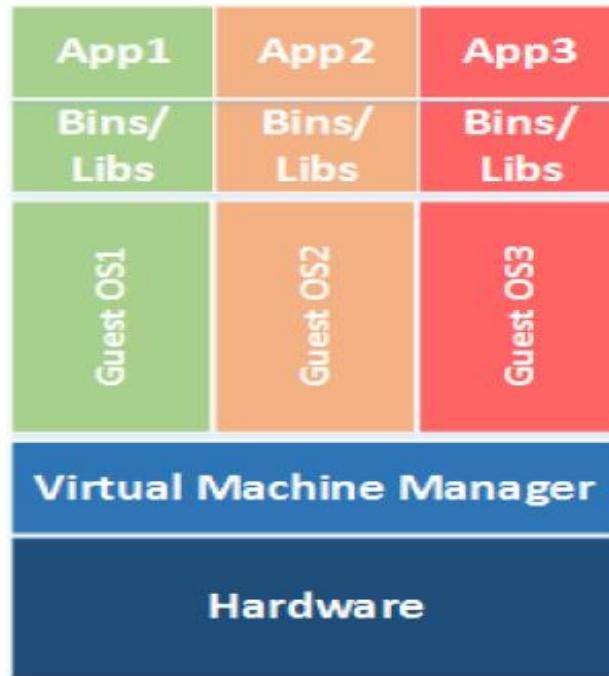 App1 App2 App3
Bins/ Bins/ Bins/
Libs Libs Libs
Guest OS1 Guest OS2 Guest OS3
Virtual Machine Manager
Hardware